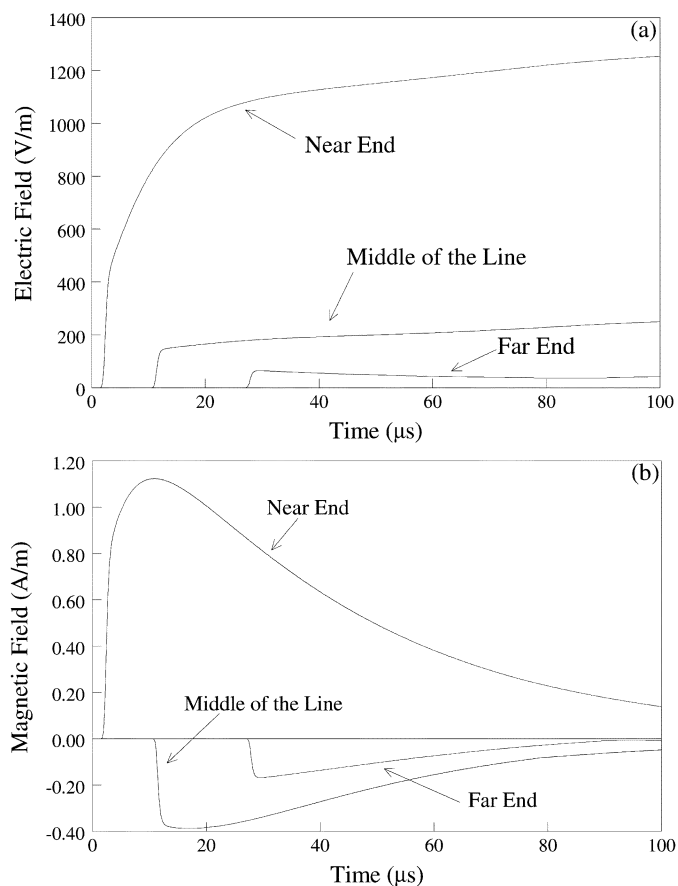 (a)
1400
1200
1000
800
600
400
200
0
Electric Field (V/m)
Near End
Middle of the Line
Far End
0 20 40 60 80 100
Time (μs)
(b)
1.20
1.00
0.80
0.60
0.40
0.20
0.00
-0.20
-0.40
Magnetic Field (A/m)
Near End
Middle of the Line
Far End
0 20 40 60 80 100
Time (μs)